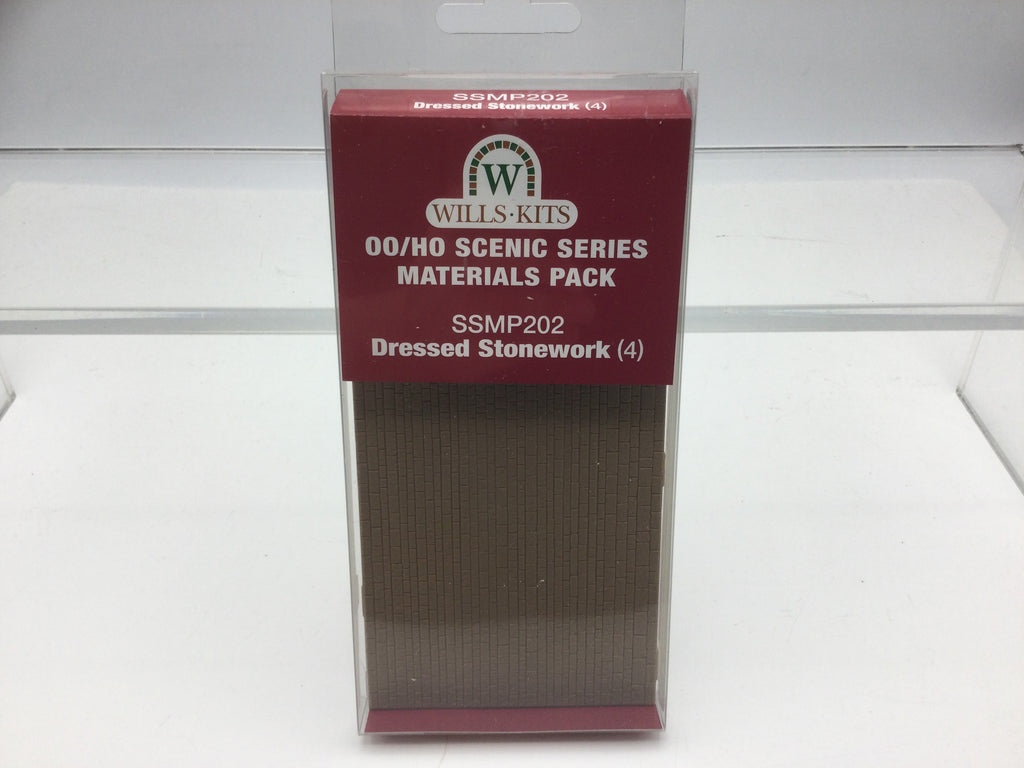 SSMP202
Dressed Stonework (4)
W
WILLS·KITS
OO/HO SCENIC SERIES
MATERIALS PACK
SSMP202
Dressed Stonework (4)